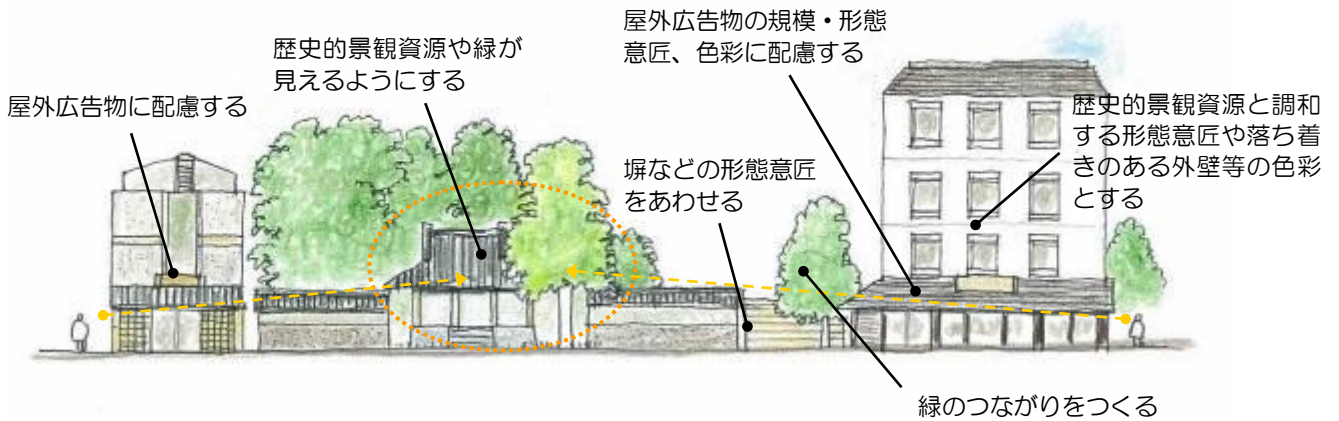 屋外広告物に配慮する
歴史的景観資源や緑が
見えるようにする
屋外広告物の規模・形態
意匠、色彩に配慮する
塀などの形態意匠
をあわせる
歴史的景観資源と調和
する形態意匠や落ち着
きのある外壁等の色彩
とする
緑のつながりをつくる